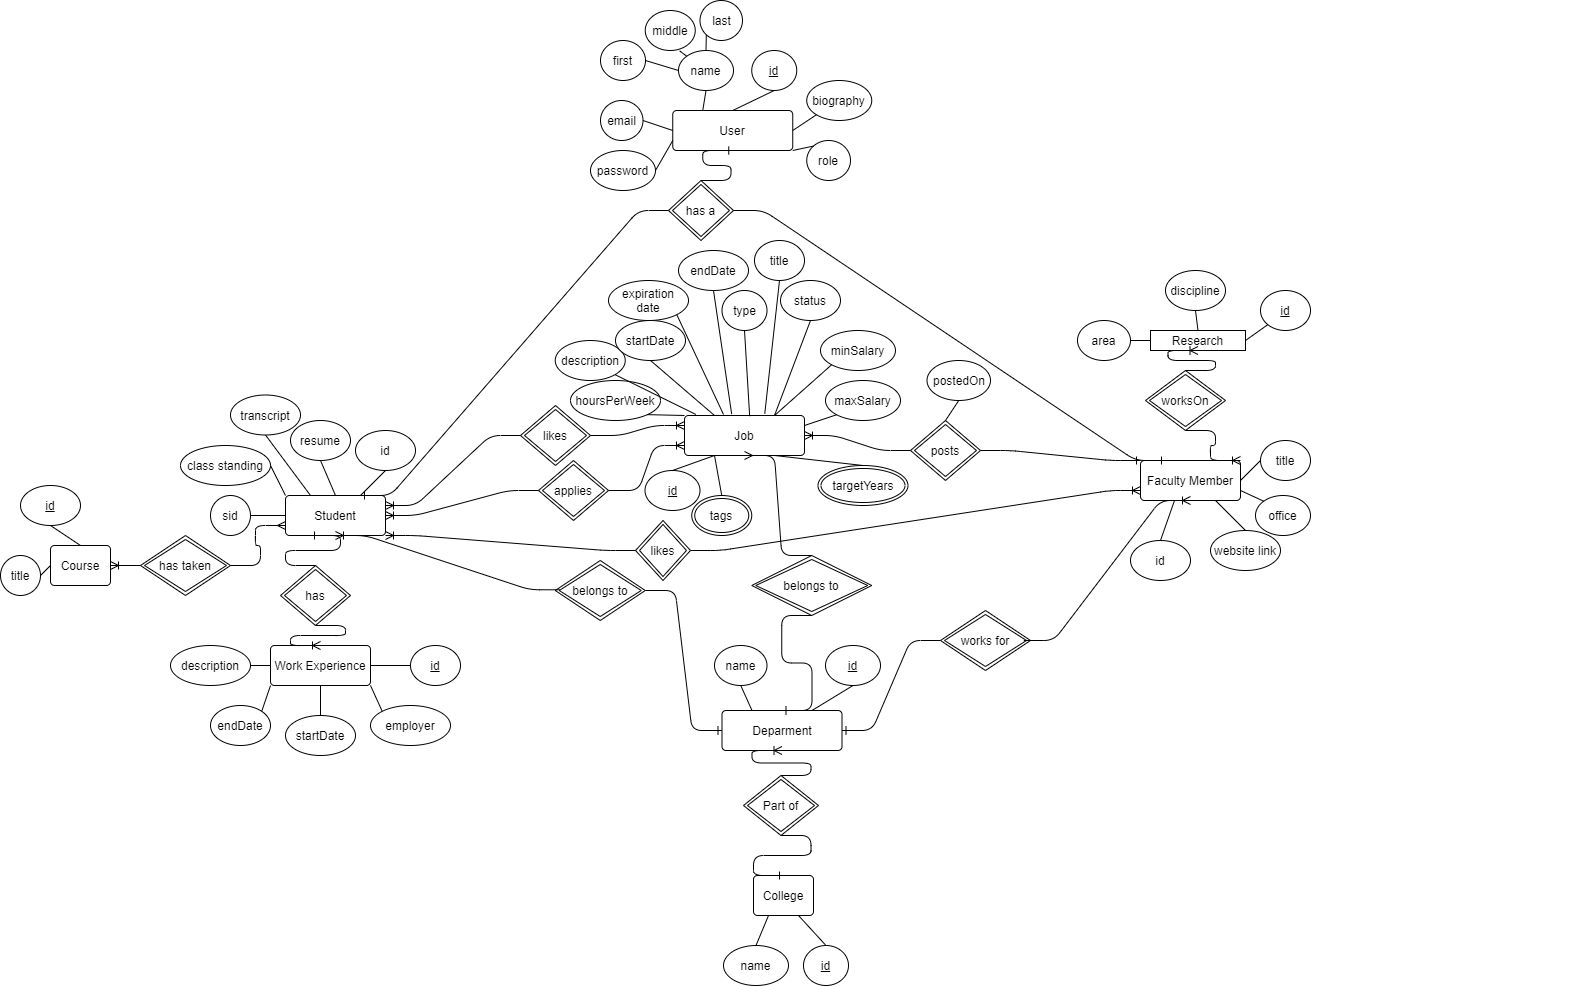 last
middle
first
name
id
biography
email
User
role
password
has a
endDate
title
expiration
date
type
status
discipline
id
startDate
area
Research
description
minSalary
postedOn
hoursPerWeek
maxSalary
worksOn
transcript
resume
id
likes
Job
posts
class standing
title
Faculty Member
applies
id
targetYears
id
sid
Student
tags
office
likes
id
website link
Course
has taken
title
has
belongs to
belongs to
works for
description
Work Experience
id
name
id
endDate
startDate
employer
Deparment
Part of
College
name
id